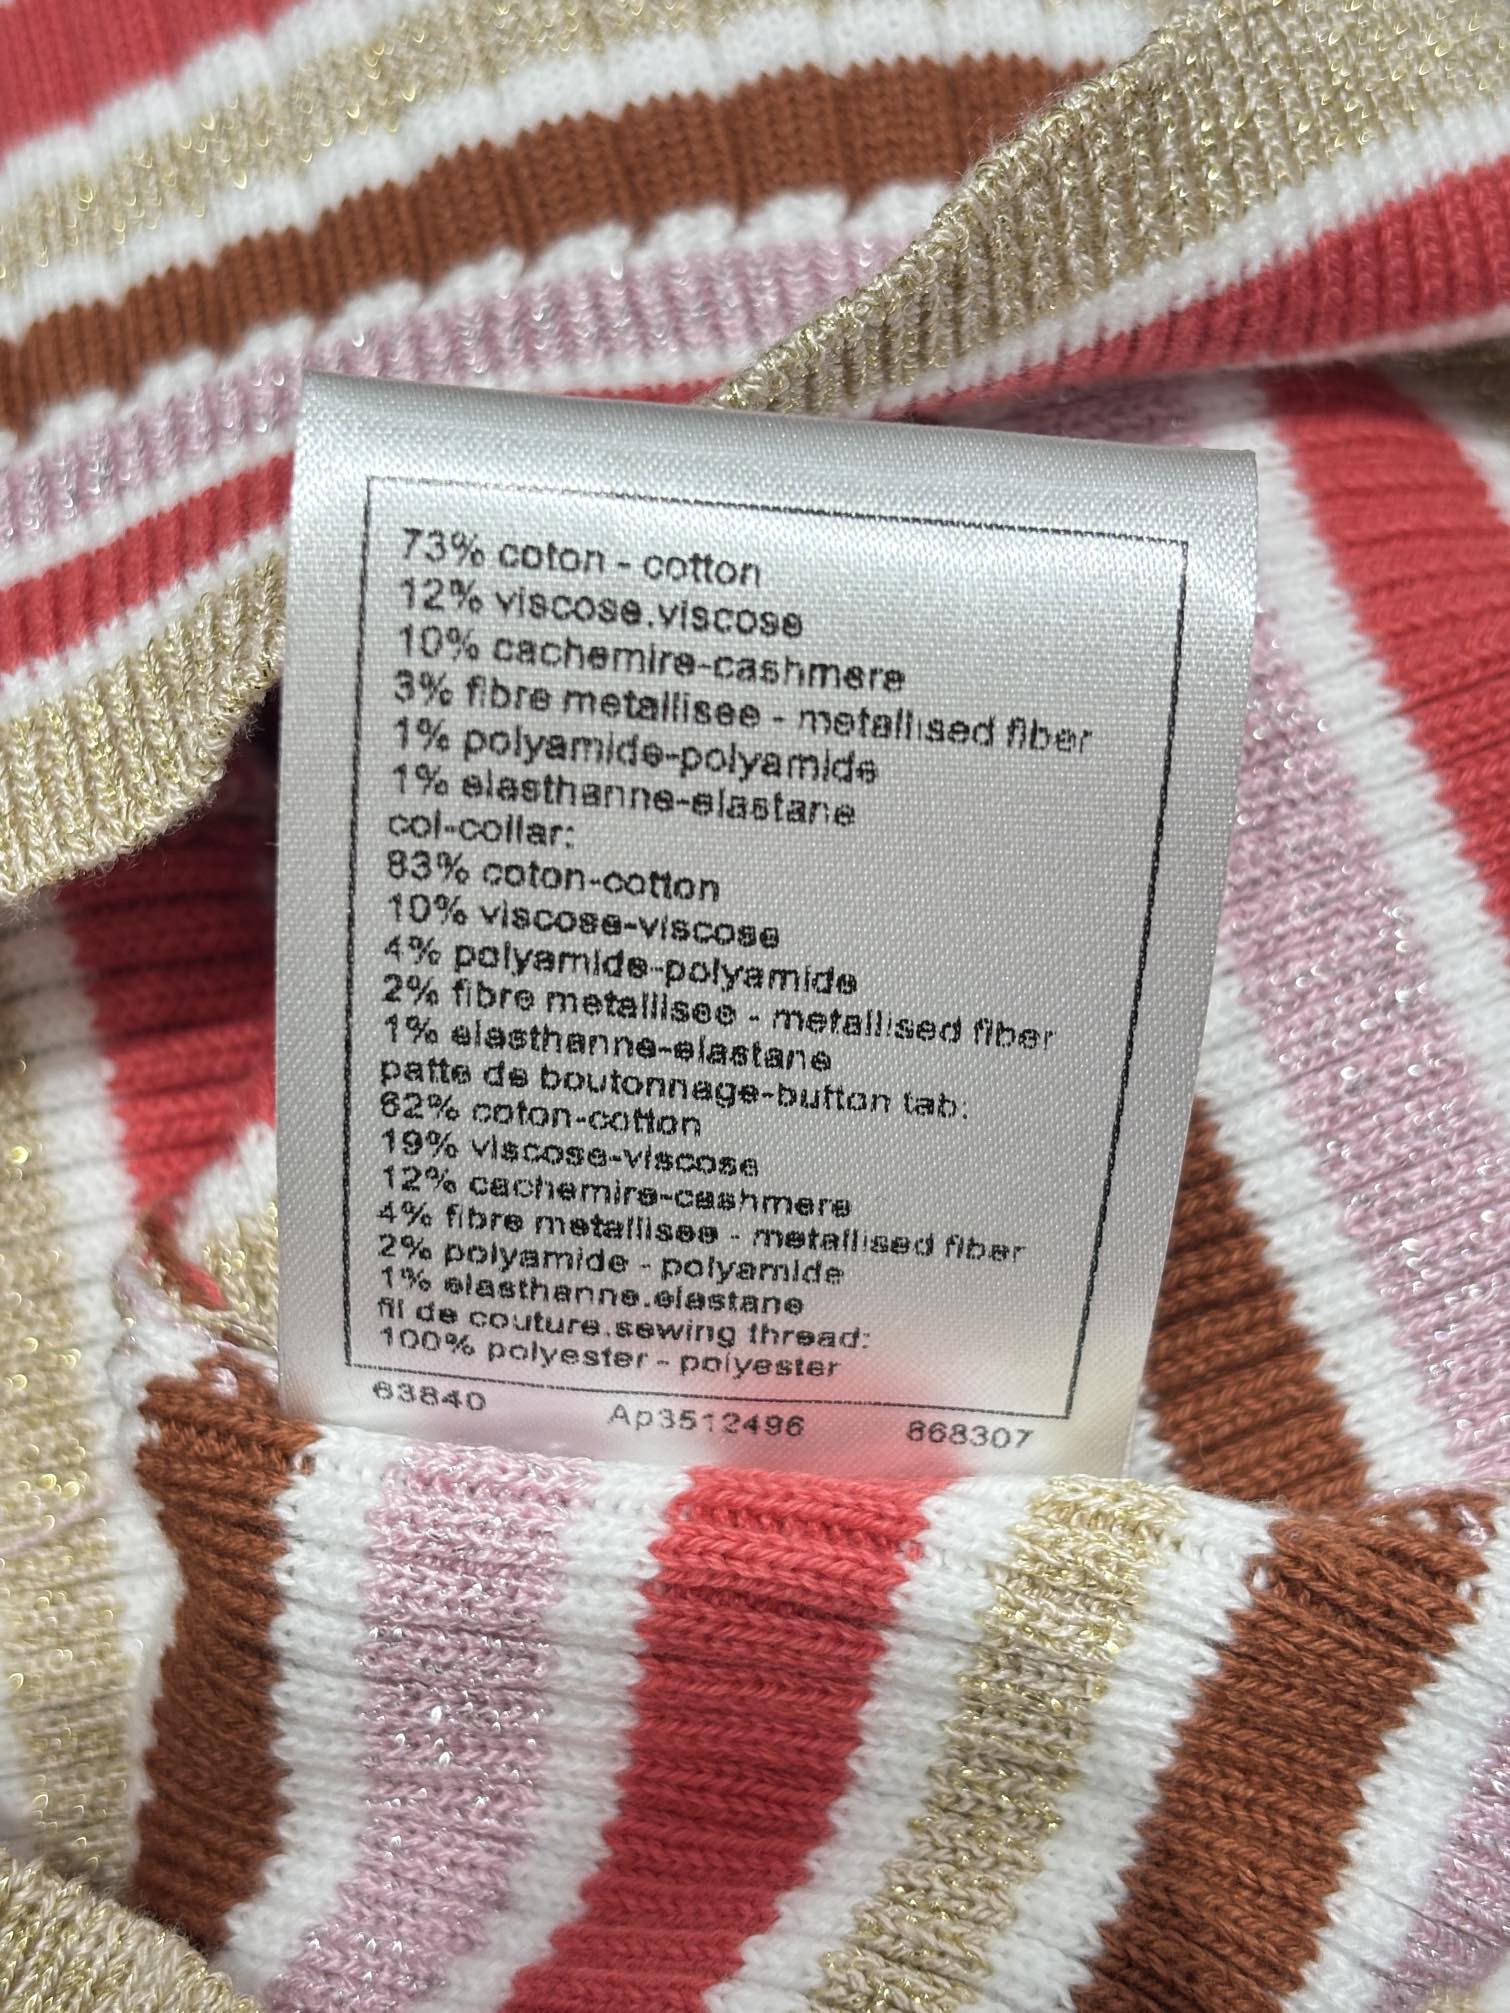 73% coton - cotton
12% viscose.viscose
10% cachemire-cashmere
3% fibre metallisee - metallised fiber
1% polyamide-polyamide
1% elasthanne-elastane
col-collar:
83% coton-cotton
10% viscose-viscose
4% polyamide-polyamide
2% fibre metallisee - metallised fiber
1% elasthanne-elastane
patte de boutonnage-button tab:
62% coton-cotton
19% viscose-viscose
12% cachemire-cashmere
4% fibre metallisee - metallised fiber
2% polyamide - polyamide
1% elasthanne.elastane
fil de couture.sewing thread:
100% polyester - polyester
63840 Ap3512496 868307